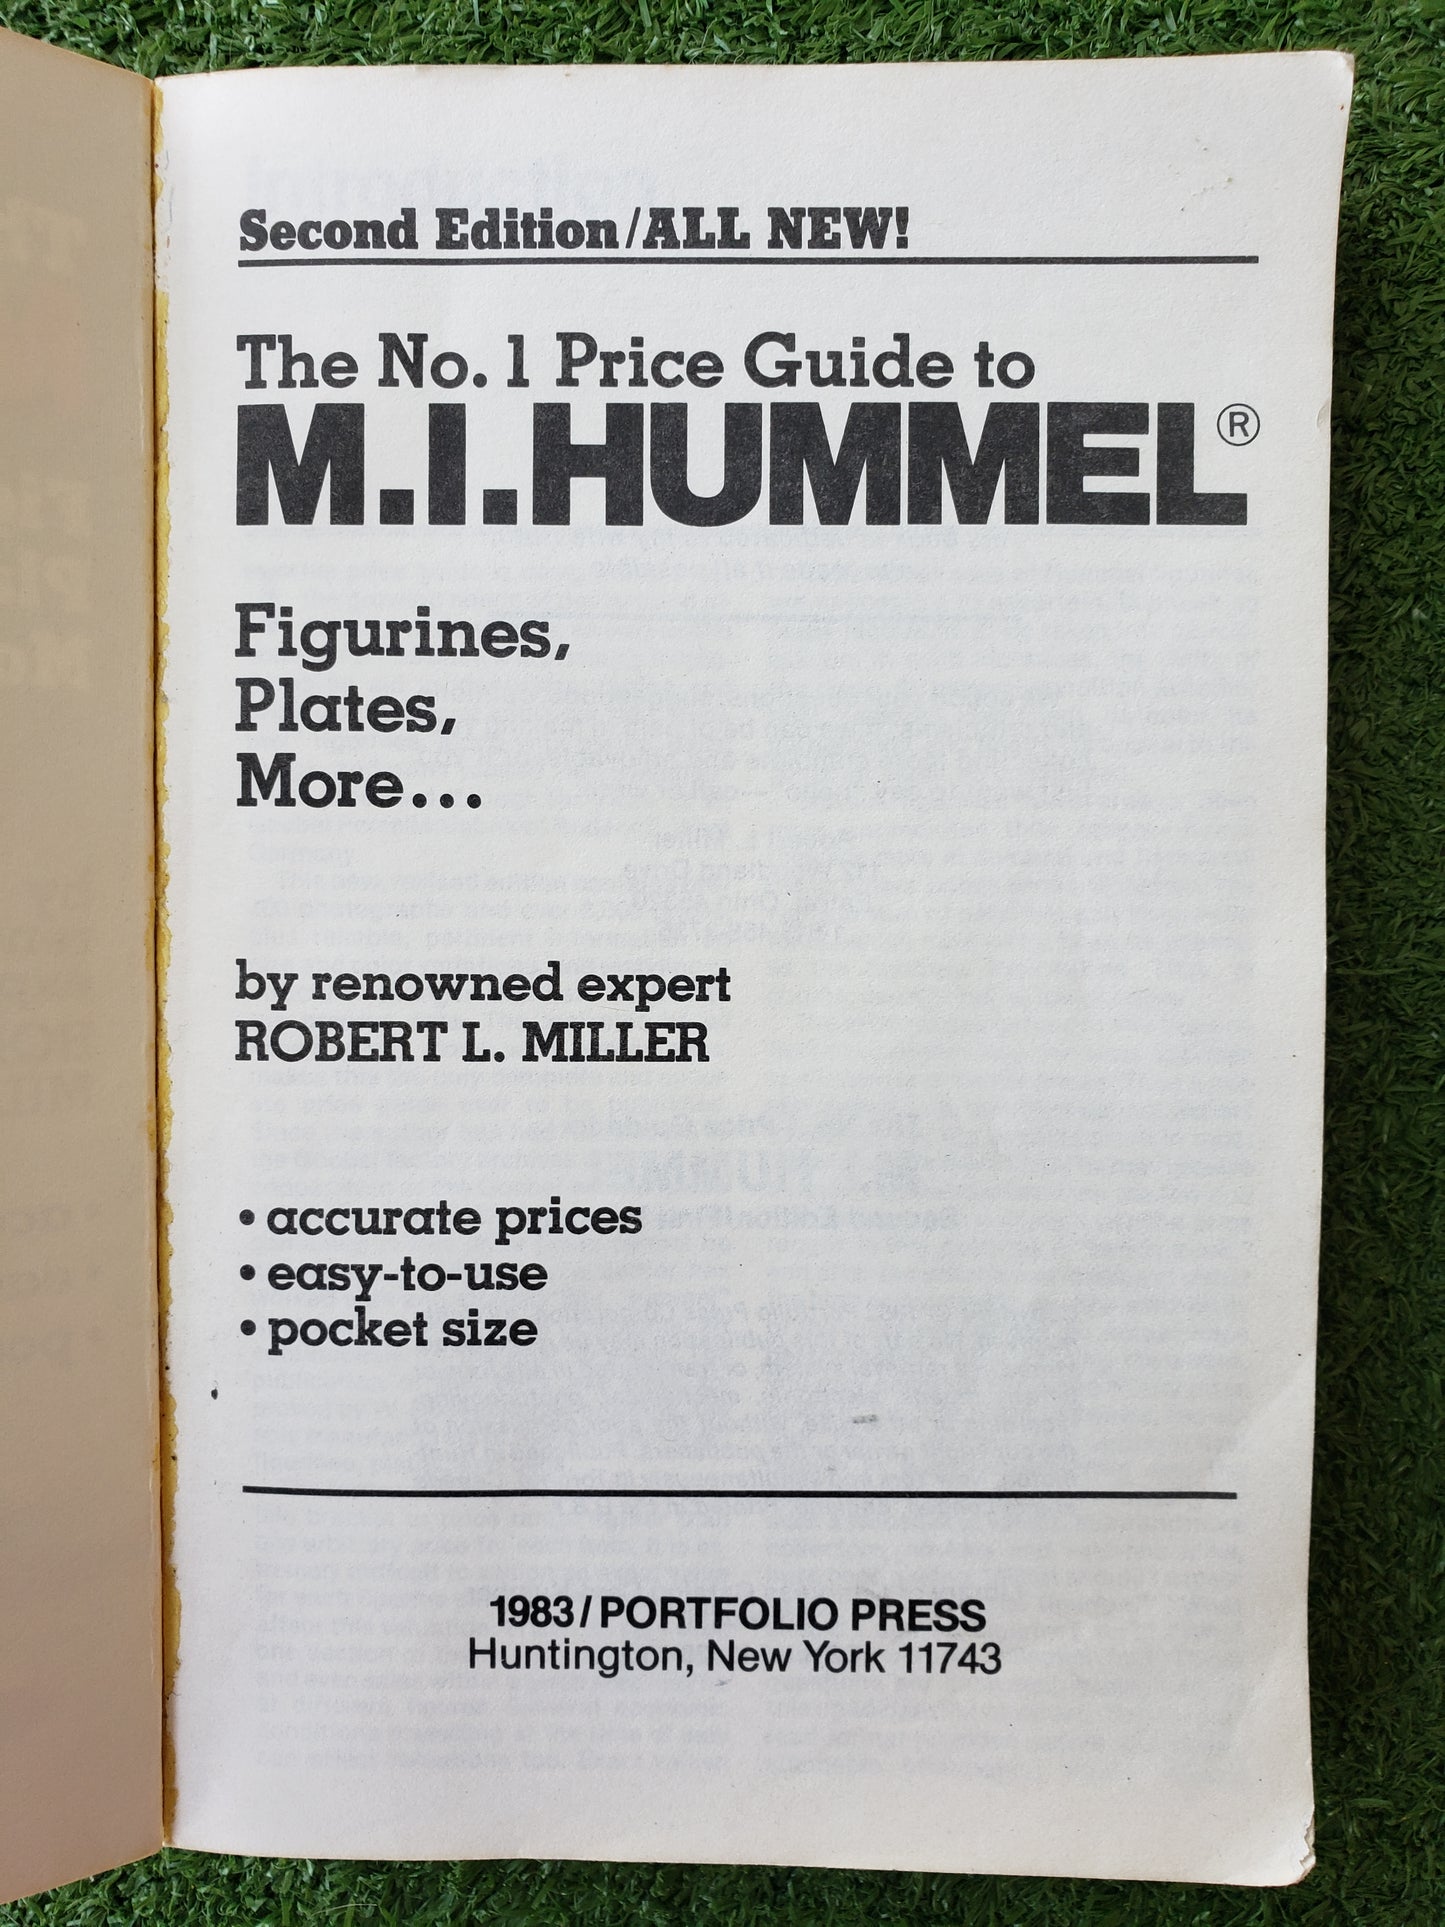 Second Edition/ALL NEW!
The No. 1 Price Guide to
M.I.HUMMEL®
Figurines,
Plates,
More...
by renowned expert
ROBERT L. MILLER
• accurate prices
• easy-to-use
• pocket size
1983/PORTFOLIO PRESS
Huntington, New York 11743